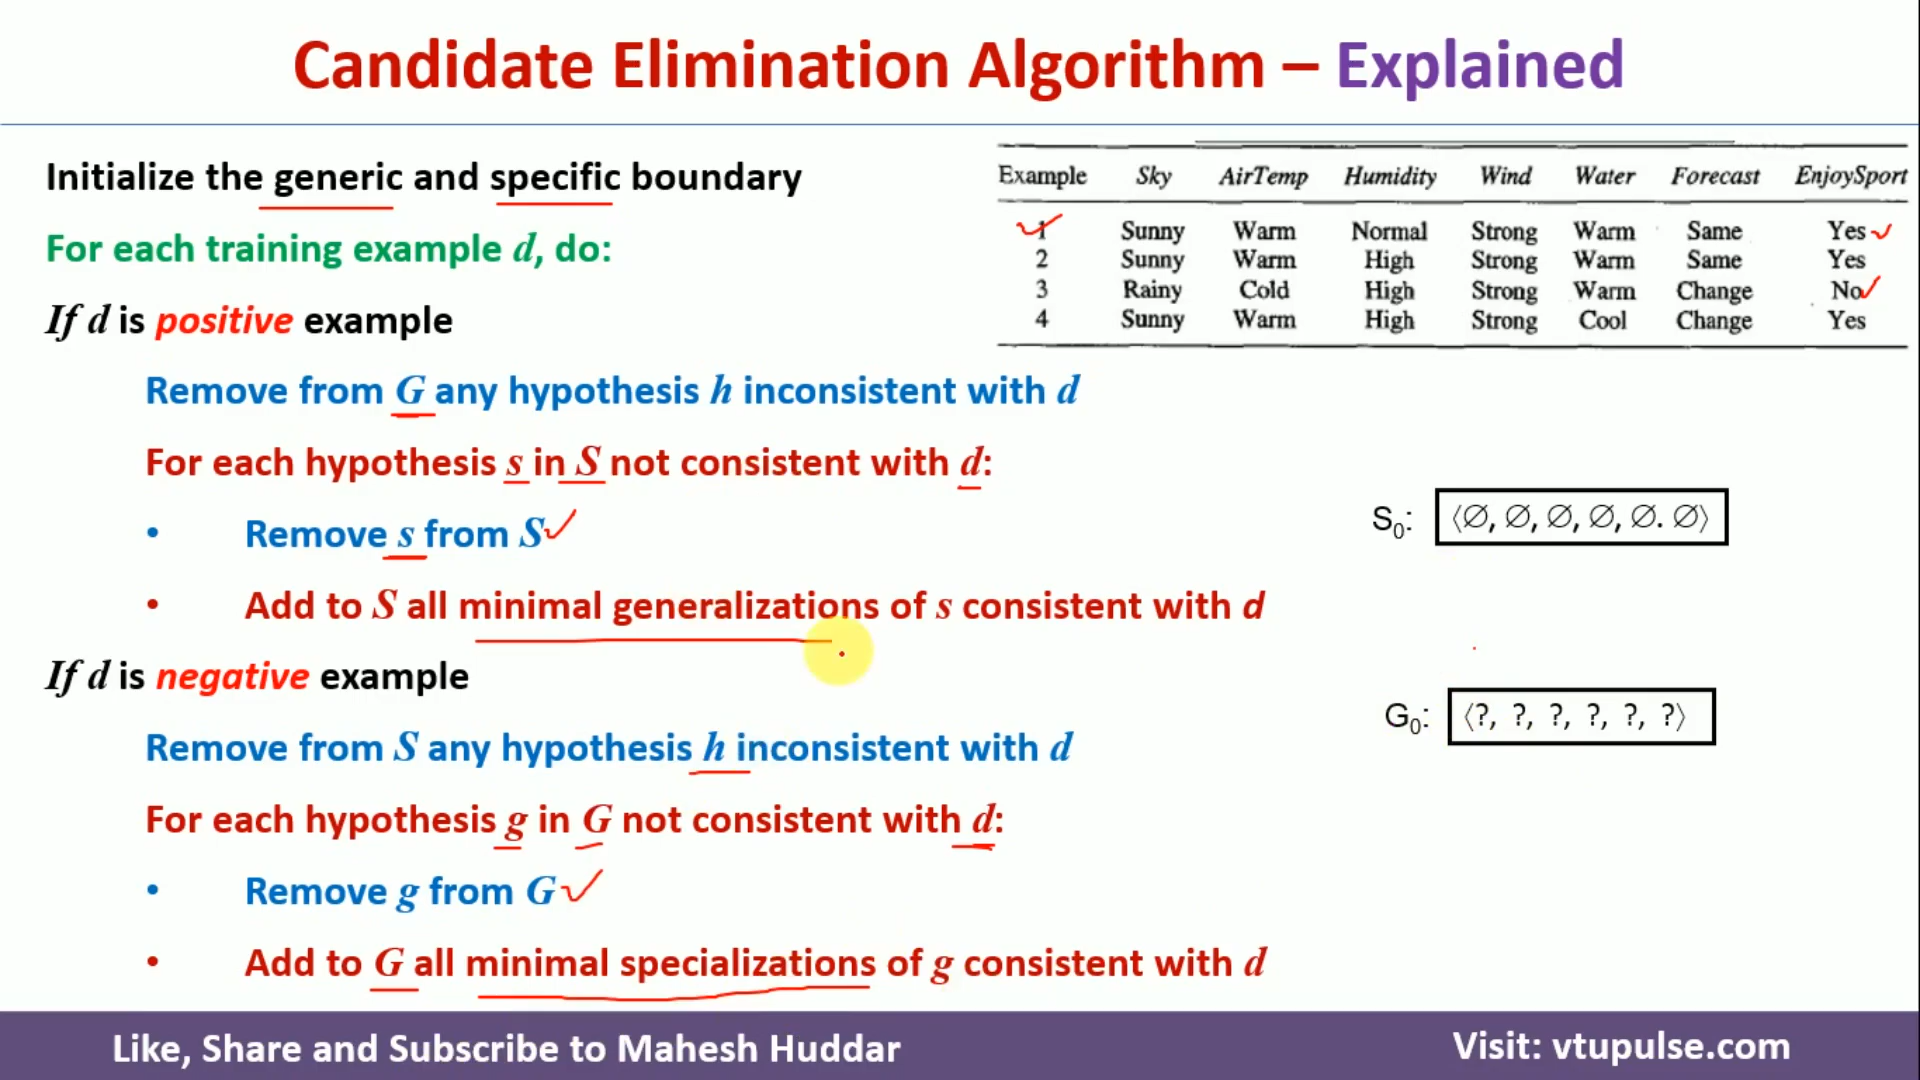 Candidate Elimination Algorithm – Explained
Initialize the generic and specific boundary
For each training example d, do:
If d is positive example
Remove from G any hypothesis h inconsistent with d
For each hypothesis s in S not consistent with d:
• Remove s from S
• Add to S all minimal generalizations of s consistent with d
If d is negative example
Remove from S any hypothesis h inconsistent with d
For each hypothesis g in G not consistent with d:
• Remove g from G
• Add to G all minimal specializations of g consistent with d
Example Sky AirTemp Humidity Wind Water Forecast EnjoySport
1 Sunny Warm Normal Strong Warm Same Yes
2 Sunny Warm High Strong Warm Same Yes
3 Rainy Cold High Strong Warm Change No
4 Sunny Warm High Strong Cool Change Yes
S0: ⟨∅, ∅, ∅, ∅, ∅. ∅⟩
G0: ⟨?, ?, ?, ?, ?, ?⟩
Like, Share and Subscribe to Mahesh Huddar
Visit: vtupulse.com